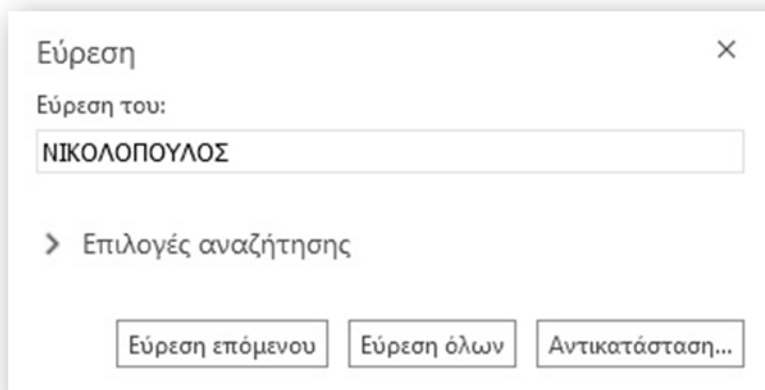 Εύρεση
Εύρεση του:
ΝΙΚΟΛΟΠΟΥΛΟΣ
Επιλογές αναζήτησης
Εύρεση επόμενου Εύρεση όλων Αντικατάσταση...